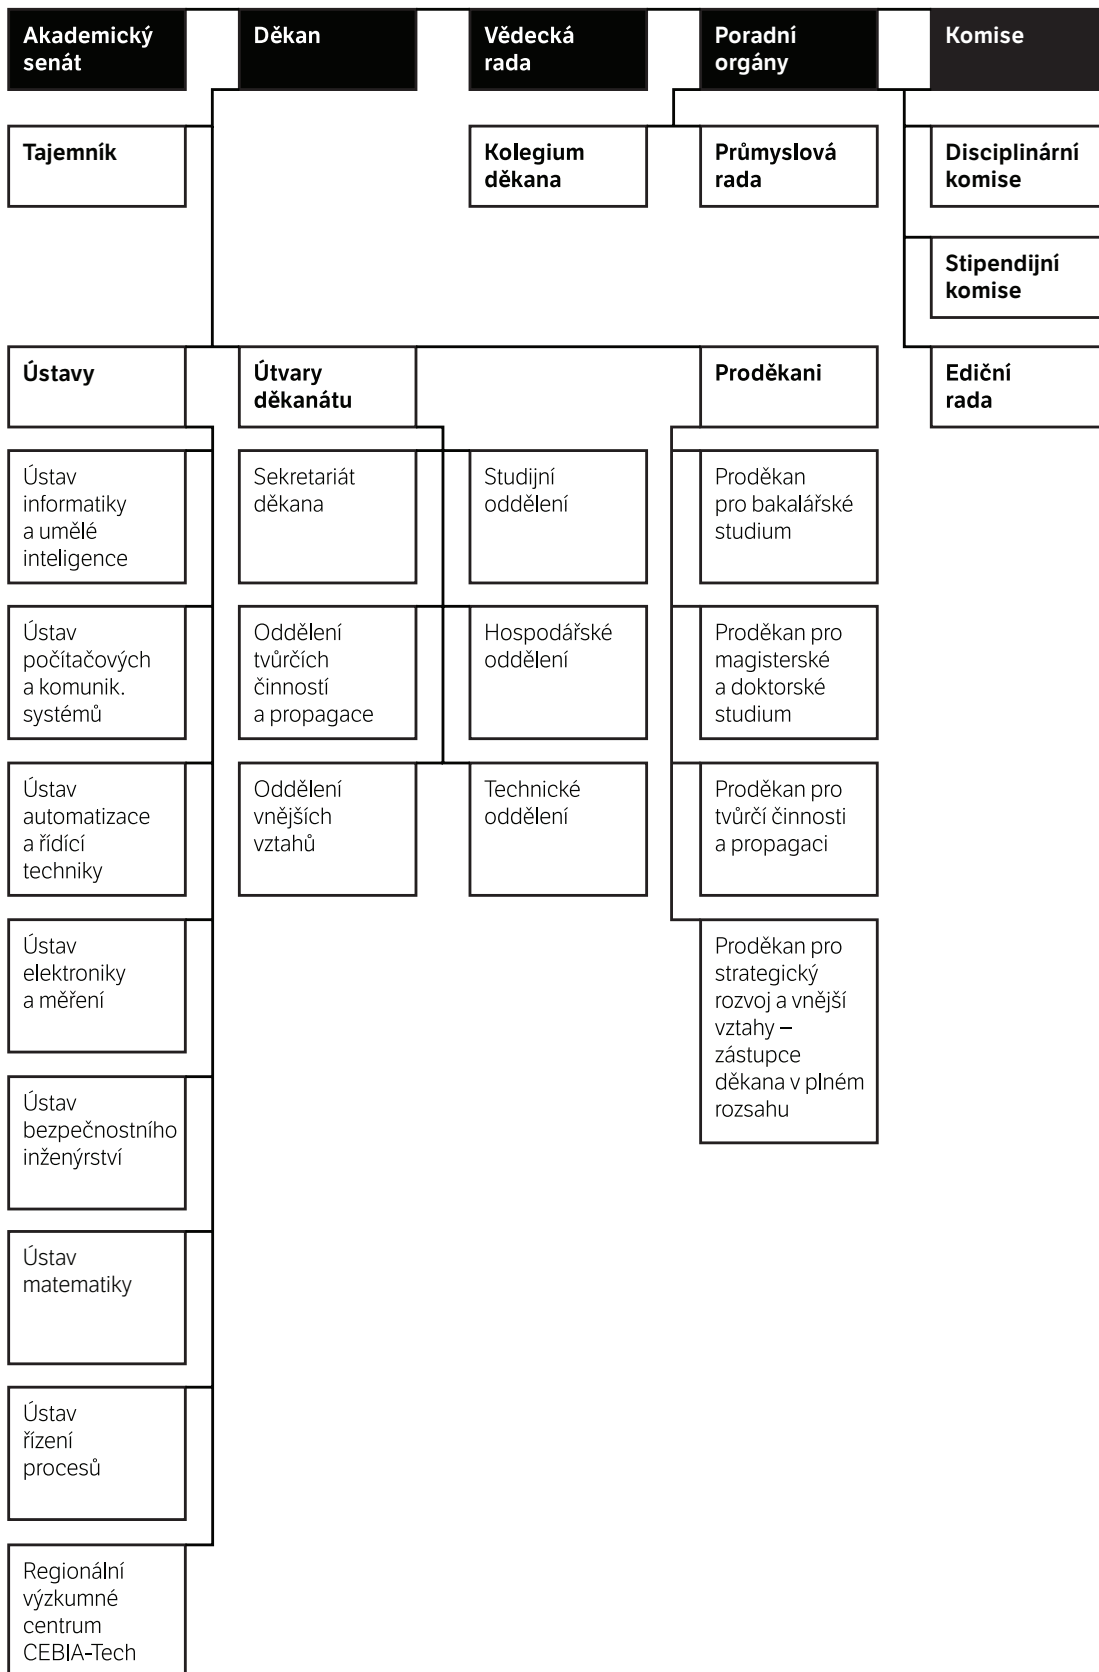 Akademický
senát
Děkan
Vědecká
rada
Poradní
orgány
Komise
Tajemník
Kolegium
děkana
Průmyslová
rada
Disciplinární
komise
Stipendijní
komise
Ústavy
Útvary
děkanátu
Proděkani
Ediční
rada
Ústav
informatiky
a umělé
inteligence
Sekretariát
děkana
Studijní
oddělení
Proděkan
pro bakalářské
studium
Ústav
počítačových
a komunik.
systémů
Oddělení
tvůrčích
činností
a propagace
Hospodářské
oddělení
Proděkan pro
magisterské
a doktorské
studium
Ústav
automatizace
a řídící
techniky
Oddělení
vnějších
vztahů
Technické
oddělení
Proděkan pro
tvůrčí činnosti
a propagaci
Ústav
elektroniky
a měření
Proděkan pro
strategický
rozvoj a vnější
vztahy –
zástupce
děkana v plném
rozsahu
Ústav
bezpečnostního
inženýrství
Ústav
matematiky
Ústav
řízení
procesů
Regionální
výzkumné
centrum
CEBIA-Tech